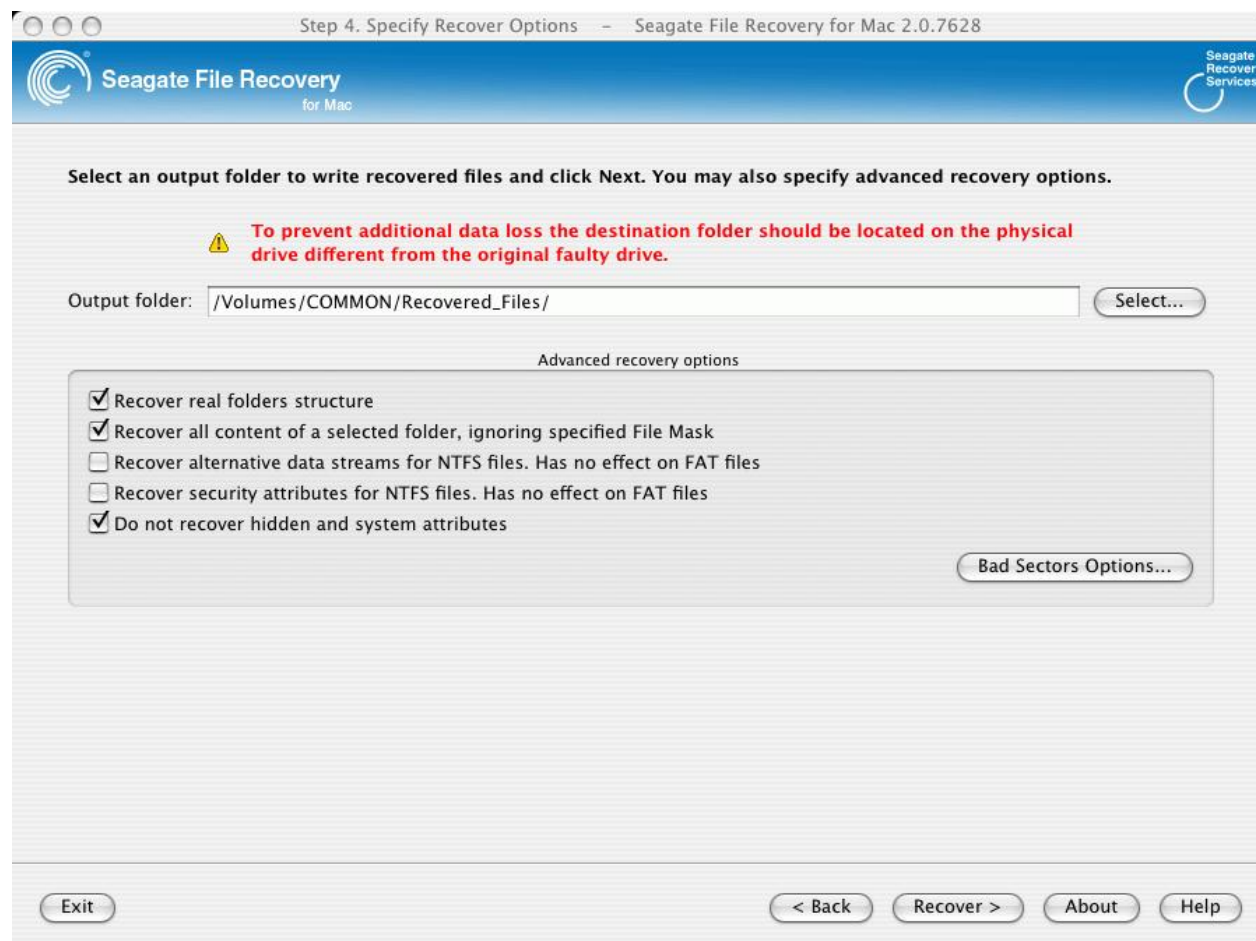 Step 4. Specify Recover Options – Seagate File Recovery for Mac 2.0.7628
Seagate File Recovery
for Mac
Seagate
Recover
Services
Select an output folder to write recovered files and click Next. You may also specify advanced recovery options.
To prevent additional data loss the destination folder should be located on the physical
drive different from the original faulty drive.
Output folder: /Volumes/COMMON/Recovered_Files/ Select...
Advanced recovery options
Recover real folders structure
Recover all content of a selected folder, ignoring specified File Mask
Recover alternative data streams for NTFS files. Has no effect on FAT files
Recover security attributes for NTFS files. Has no effect on FAT files
Do not recover hidden and system attributes
Bad Sectors Options...
Exit < Back Recover > About Help